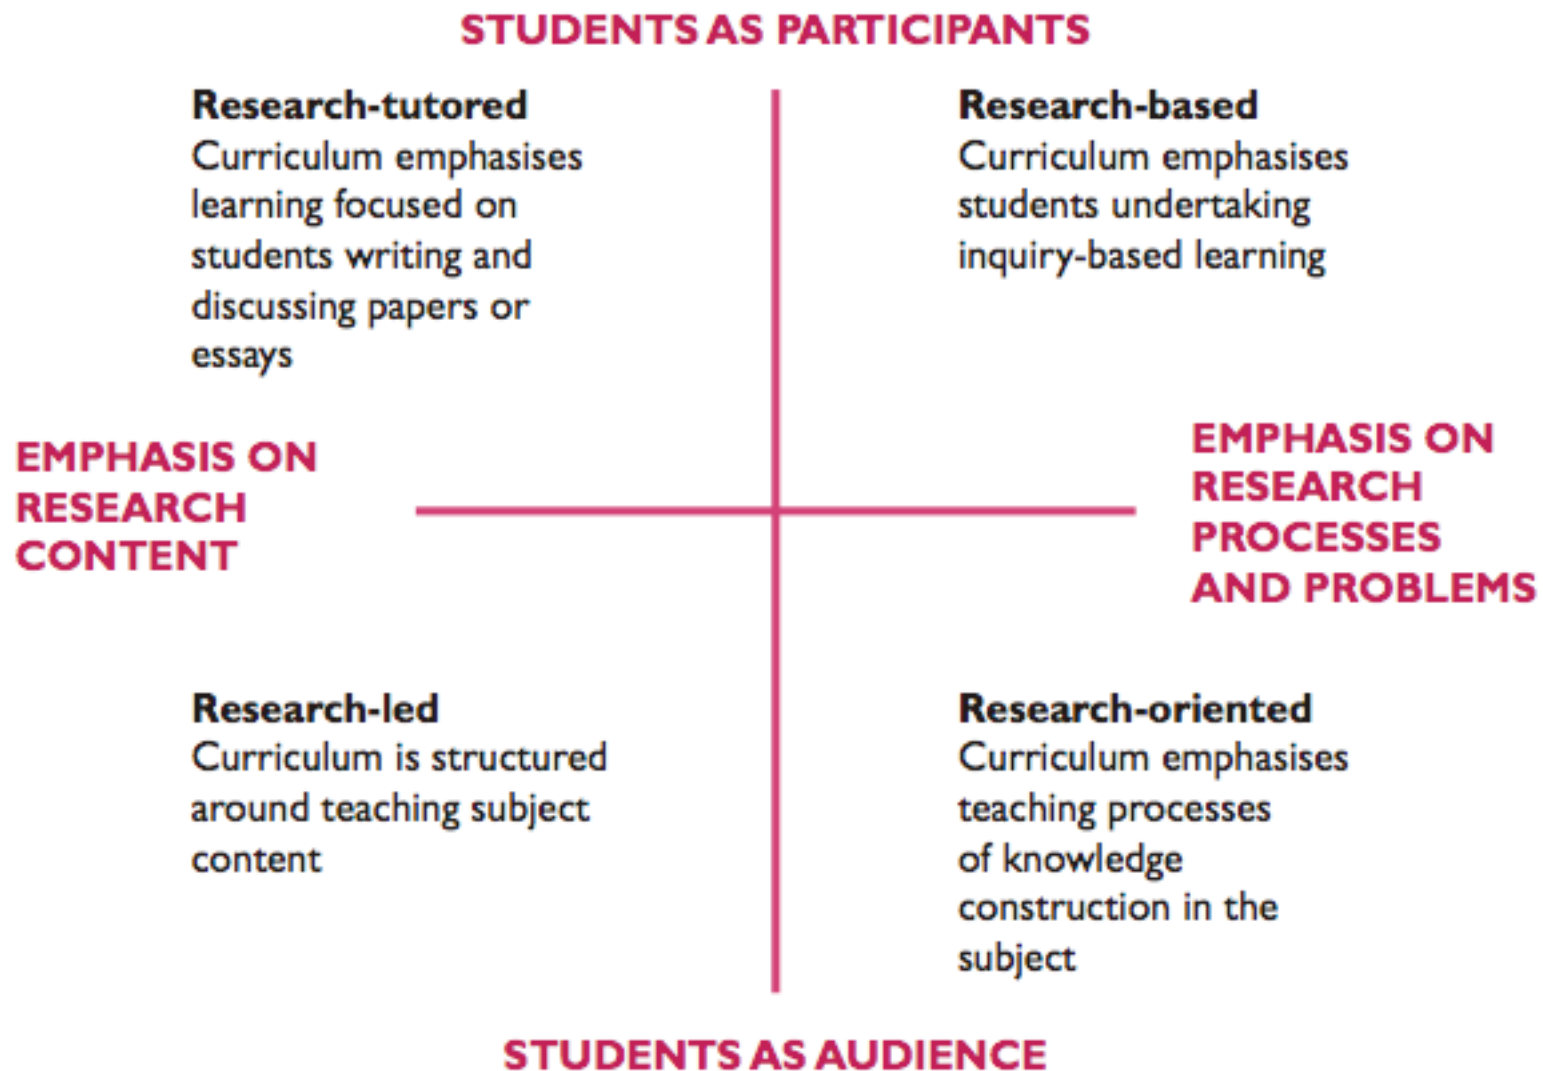 STUDENTS AS PARTICIPANTS
Research-tutored
Curriculum emphasises
learning focused on
students writing and
discussing papers or
essays
Research-based
Curriculum emphasises
students undertaking
inquiry-based learning
EMPHASIS ON
RESEARCH
CONTENT
EMPHASIS ON
RESEARCH
PROCESSES
AND PROBLEMS
Research-led
Curriculum is structured
around teaching subject
content
Research-oriented
Curriculum emphasises
teaching processes
of knowledge
construction in the
subject
STUDENTS AS AUDIENCE